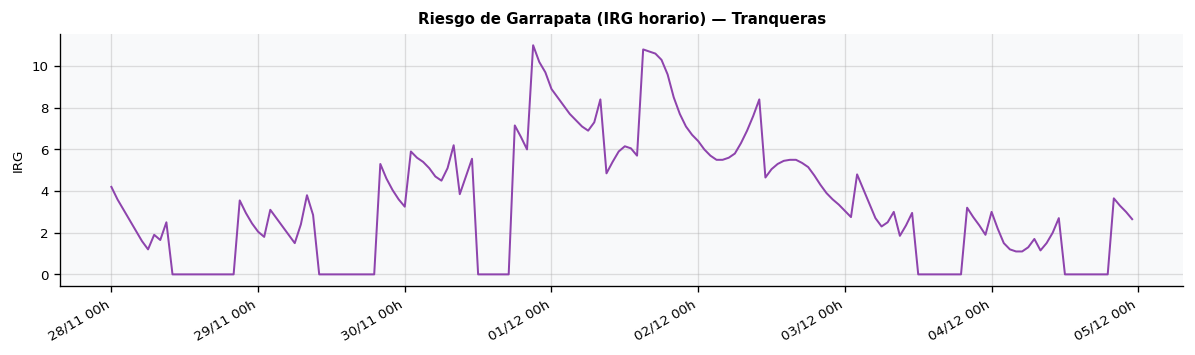 Riesgo de Garrapata (IRG horario) — Tranqueras
IRG
10
8
6
4
2
0
28/11 00h
29/11 00h
30/11 00h
01/12 00h
02/12 00h
03/12 00h
04/12 00h
05/12 00h